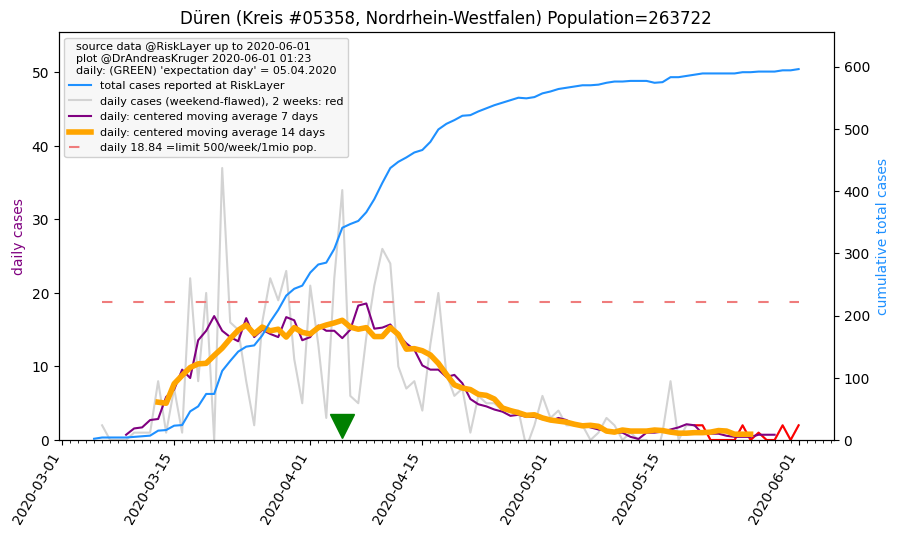 Düren (Kreis #05358, Nordrhein-Westfalen) Population=263722
source data @RiskLayer up to 2020-06-01
plot @DrAndreasKruger 2020-06-01 01:23
daily: (GREEN) 'expectation day' = 05.04.2020
total cases reported at RiskLayer
daily cases (weekend-flawed), 2 weeks: red
daily: centered moving average 7 days
daily: centered moving average 14 days
daily 18.84 =limit 500/week/1mio pop.
daily cases
50
40
30
20
10
0
cumulative total cases
600
500
400
300
200
100
0
2020-03-01
2020-03-15
2020-04-01
2020-04-15
2020-05-01
2020-05-15
2020-06-01